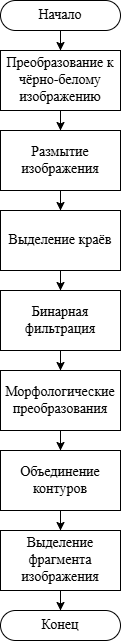 Начало
Преобразование к
чёрно-белому
изображению
Размытие
изображения
Выделение краёв
Бинарная
фильтрация
Морфологические
преобразования
Объединение
контуров
Выделение
фрагмента
изображения
Конец